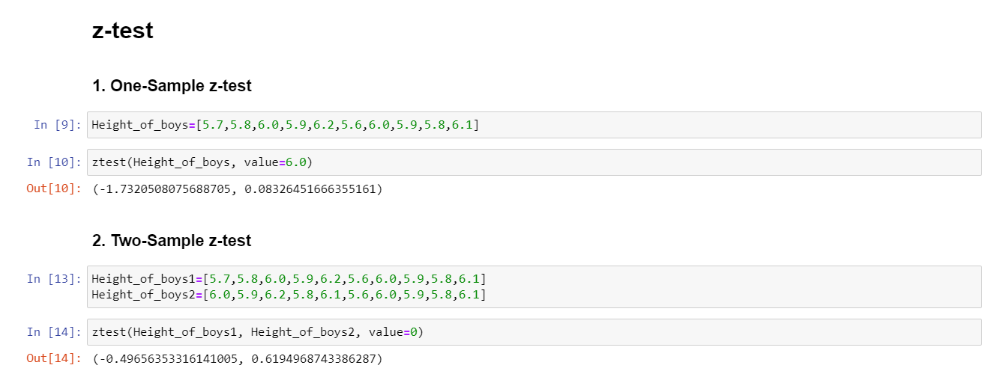 z-test
1. One-Sample z-test
In [9]: Height_of_boys=[5.7,5.8,6.0,5.9,6.2,5.6,6.0,5.9,5.8,6.1]
In [10]: ztest(Height_of_boys, value=6.0)
Out[10]: (-1.7320508075688705, 0.08326451666355161)
2. Two-Sample z-test
In [13]: Height_of_boys1=[5.7,5.8,6.0,5.9,6.2,5.6,6.0,5.9,5.8,6.1]
Height_of_boys2=[6.0,5.9,6.2,5.8,6.1,5.6,6.0,5.9,5.8,6.1]
In [14]: ztest(Height_of_boys1, Height_of_boys2, value=0)
Out[14]: (-0.49656353316141005, 0.6194968743386287)